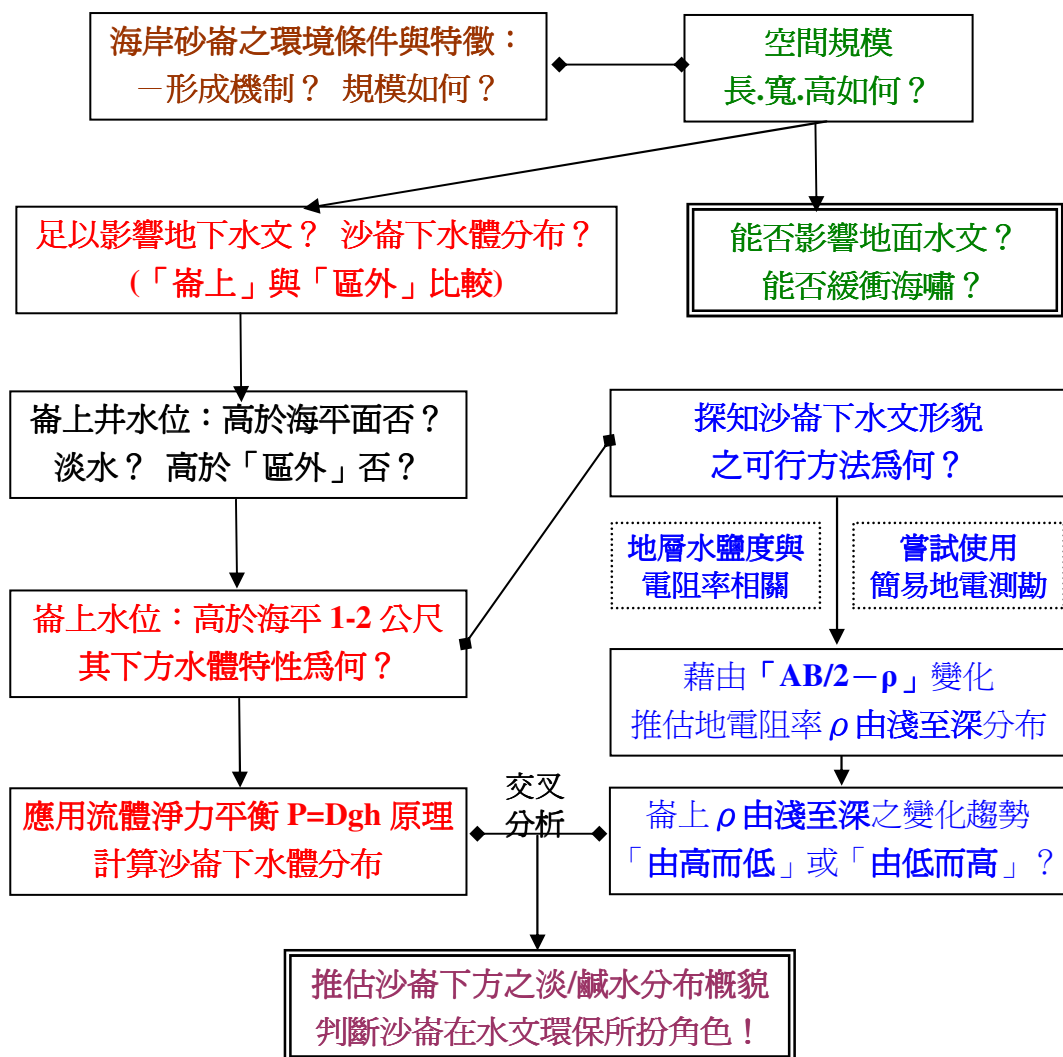 海岸砂崙之環境條件與特徵：
－形成機制？ 規模如何？
空間規模
長.寬.高如何？
足以影響地下水文？ 沙崙下水體分布？
(「崙上」與「區外」比較)
能否影響地面水文？
能否緩衝海嘯？
崙上井水位：高於海平面否？
淡水？ 高於「區外」否？
探知沙崙下水文形貌
之可行方法為何？
地層水鹽度與
電阻率相關
嘗試使用
簡易地電測勘
崙上水位：高於海平 1-2 公尺
其下方水體特性為何？
藉由「AB/2－ρ」變化
推估地電阻率 ρ 由淺至深分布
應用流體淨力平衡 P=Dgh 原理
計算沙崙下水體分布
交叉
分析
崙上 ρ 由淺至深之變化趨勢
「由高而低」或「由低而高」？
推估沙崙下方之淡/鹹水分布概貌
判斷沙崙在水文環保所扮角色！